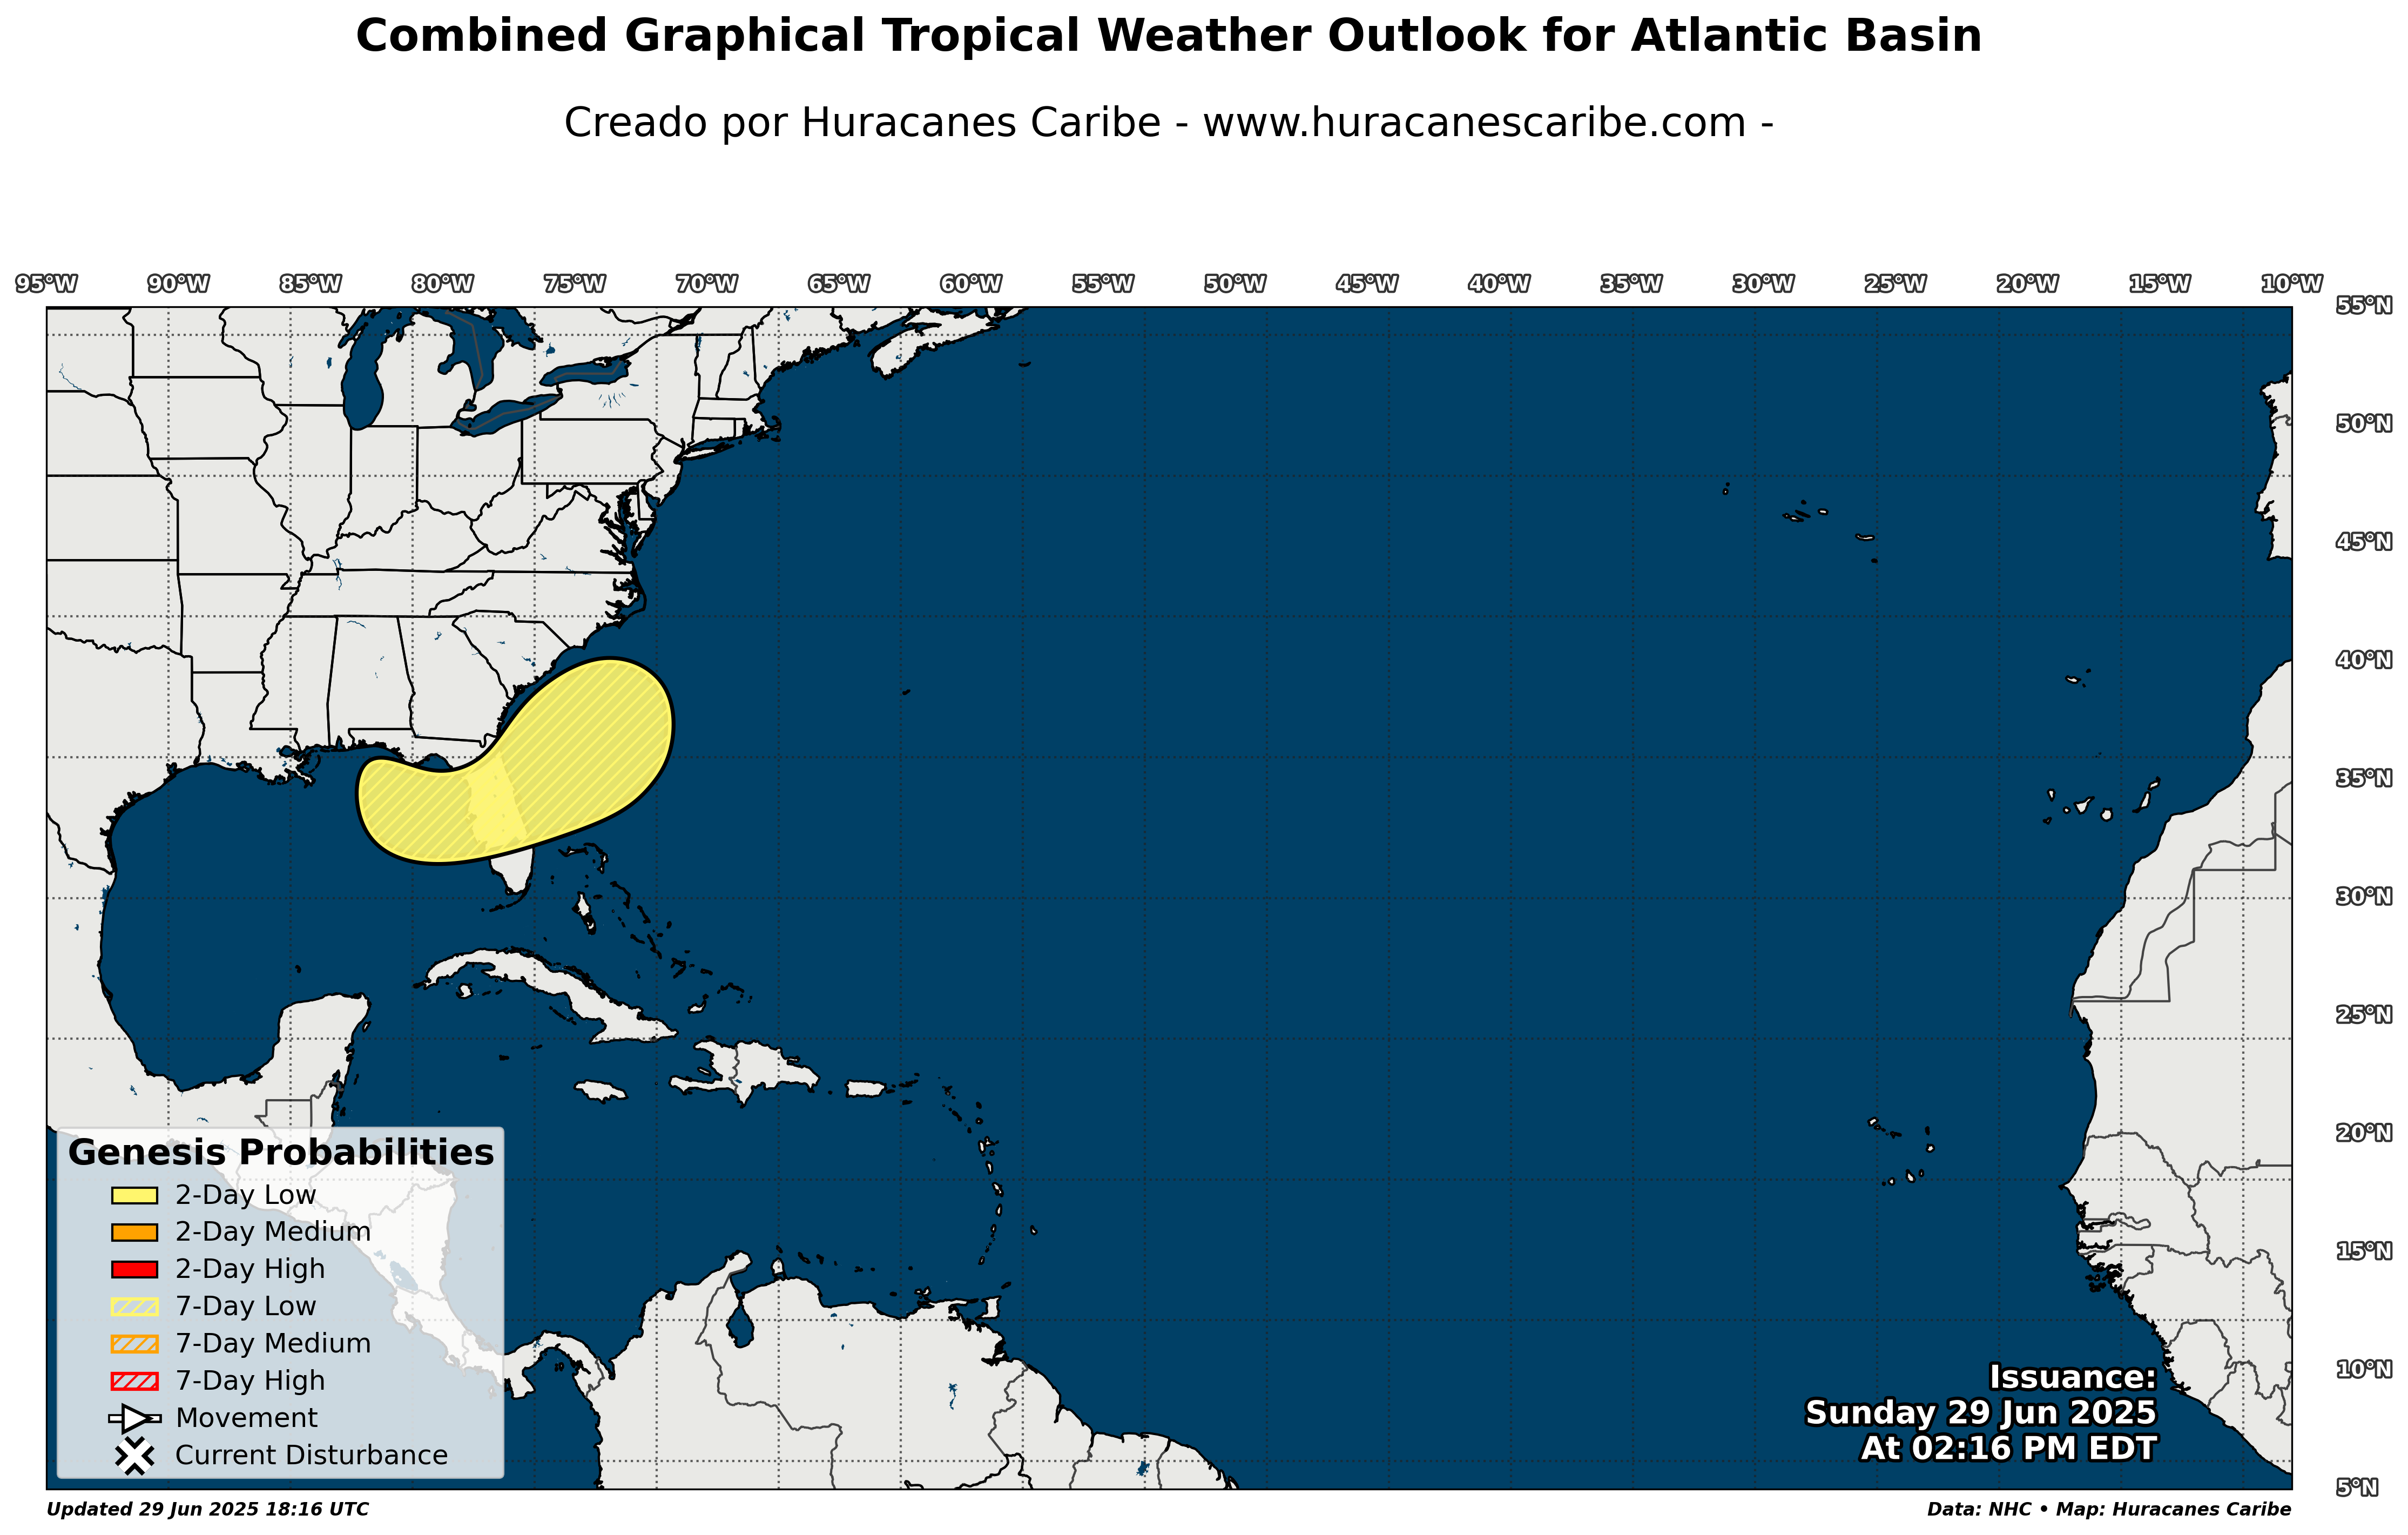 Combined Graphical Tropical Weather Outlook for Atlantic Basin
Creado por Huracanes Caribe - www.huracanescaribe.com -
95°W 90°W 85°W 80°W 75°W 70°W 65°W 60°W 55°W 50°W 45°W 40°W 35°W 30°W 25°W 20°W 15°W 10°W
55°N
50°N
45°N
40°N
35°N
30°N
25°N
20°N
15°N
10°N
5°N
Genesis Probabilities
2-Day Low
2-Day Medium
2-Day High
7-Day Low
7-Day Medium
7-Day High
Movement
Current Disturbance
Issuance:
Sunday 29 Jun 2025
At 02:16 PM EDT
Updated 29 Jun 2025 18:16 UTC
Data: NHC • Map: Huracanes Caribe